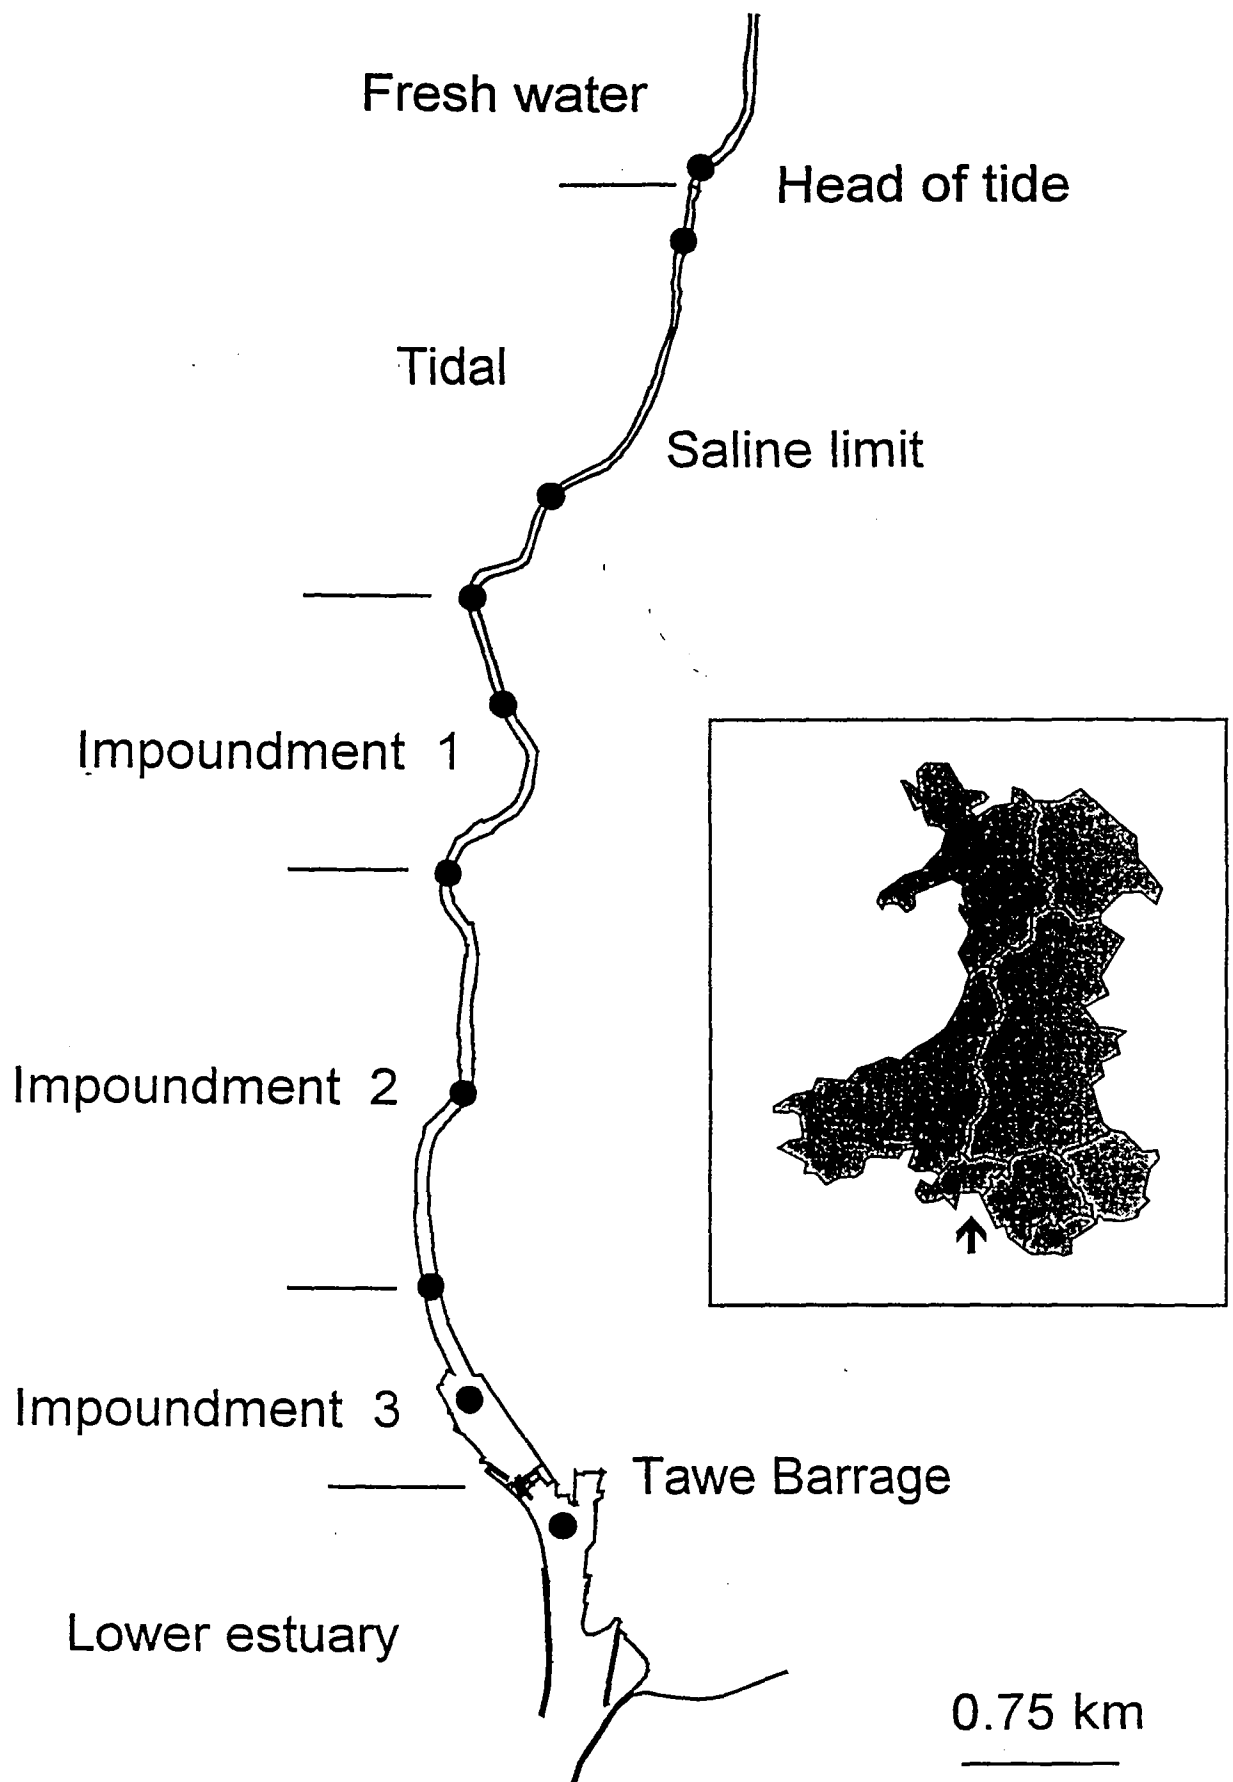 Fresh water
Head of tide
Tidal
Saline limit
Impoundment 1
Impoundment 2
Impoundment 3
Tawe Barrage
Lower estuary
0.75 km